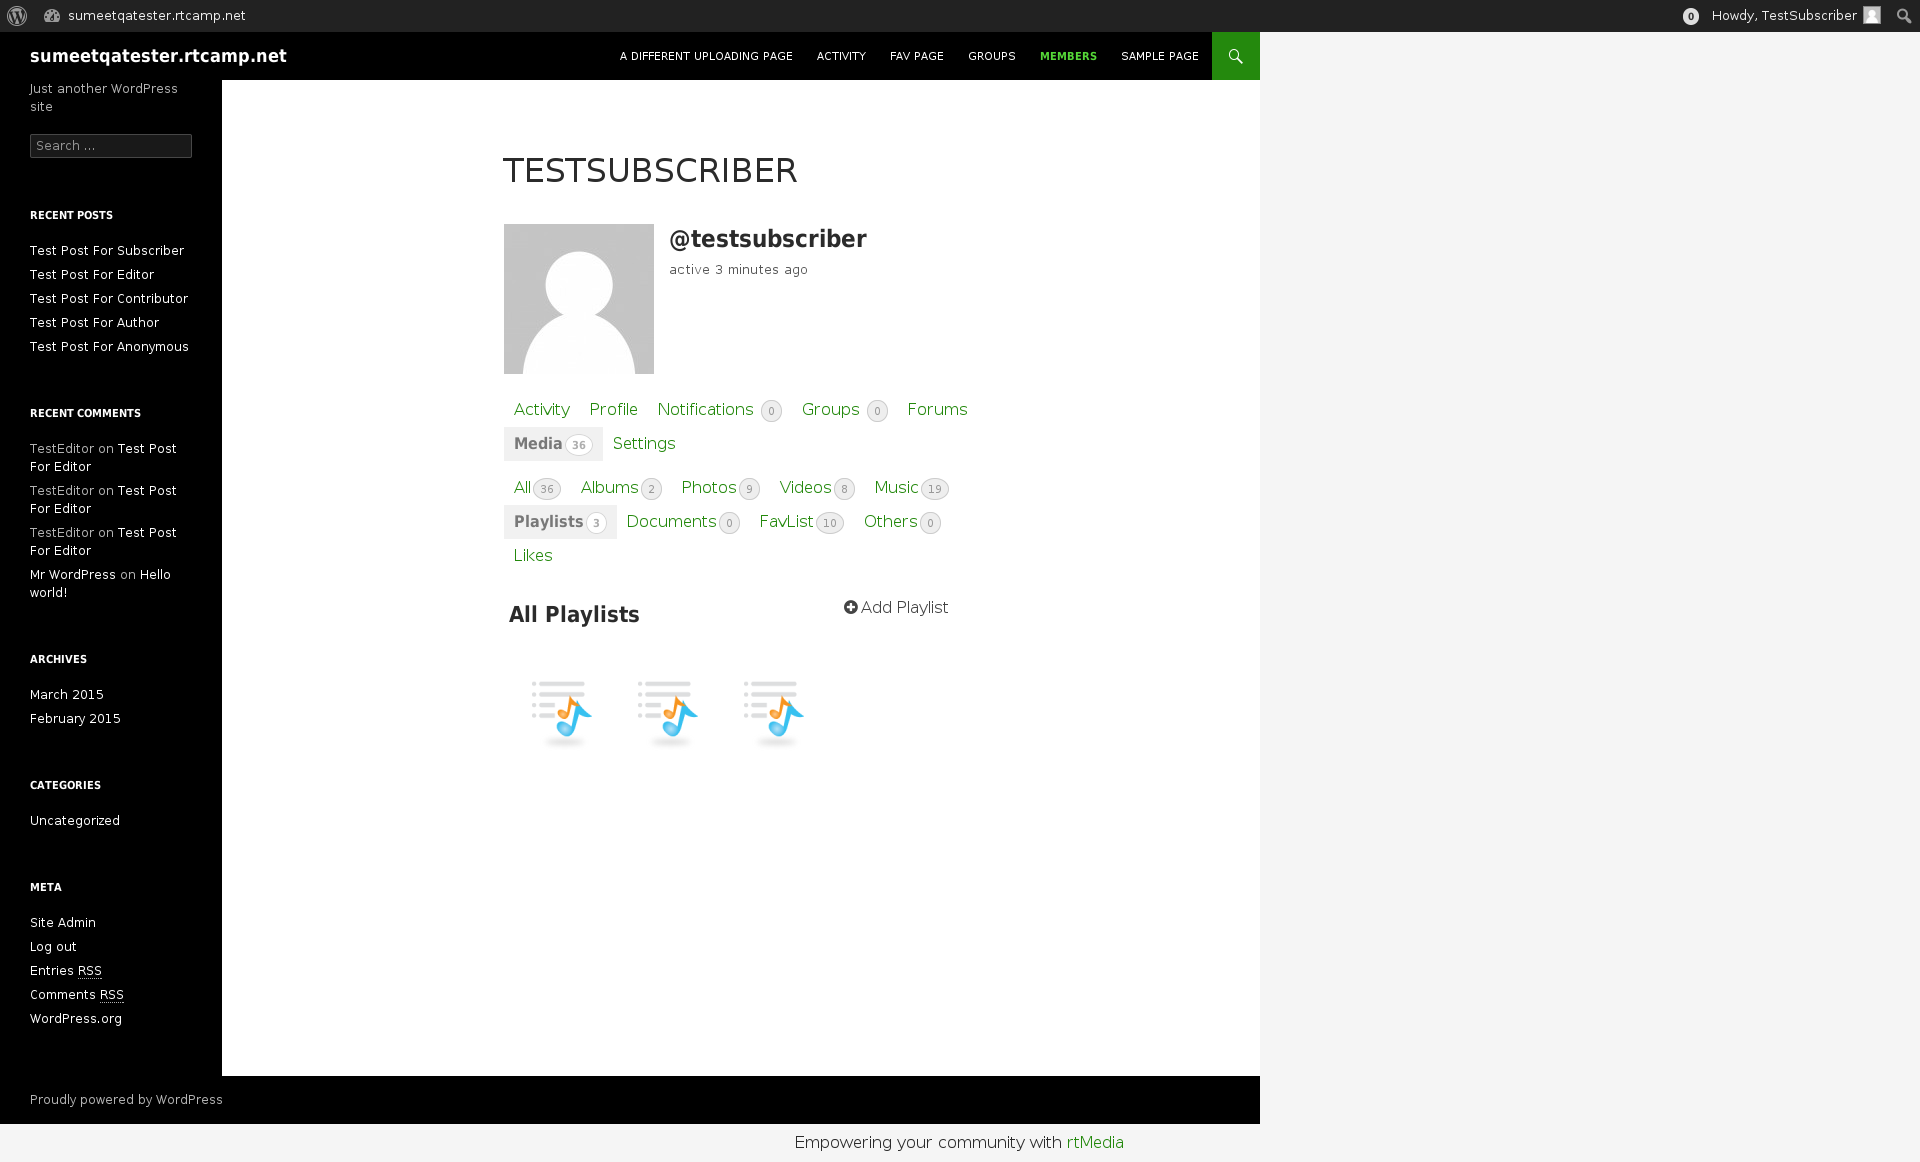 sumeetqatester.rtcamp.net
0 Howdy, TestSubscriber
sumeetqatester.rtcamp.net
A DIFFERENT UPLOADING PAGE ACTIVITY FAV PAGE GROUPS MEMBERS SAMPLE PAGE
Just another WordPress
site
Search ...
RECENT POSTS
Test Post For Subscriber
Test Post For Editor
Test Post For Contributor
Test Post For Author
Test Post For Anonymous
RECENT COMMENTS
TestEditor on Test Post
For Editor
TestEditor on Test Post
For Editor
TestEditor on Test Post
For Editor
Mr WordPress on Hello
world!
ARCHIVES
March 2015
February 2015
CATEGORIES
Uncategorized
META
Site Admin
Log out
Entries RSS
Comments RSS
WordPress.org
TESTSUBSCRIBER
@testsubscriber
active 3 minutes ago
Activity Profile Notifications 0 Groups 0 Forums
Media 36 Settings
All 36 Albums 2 Photos 9 Videos 8 Music 19
Playlists 3 Documents 0 FavList 10 Others 0
Likes
All Playlists
Add Playlist
Proudly powered by WordPress
Empowering your community with rtMedia